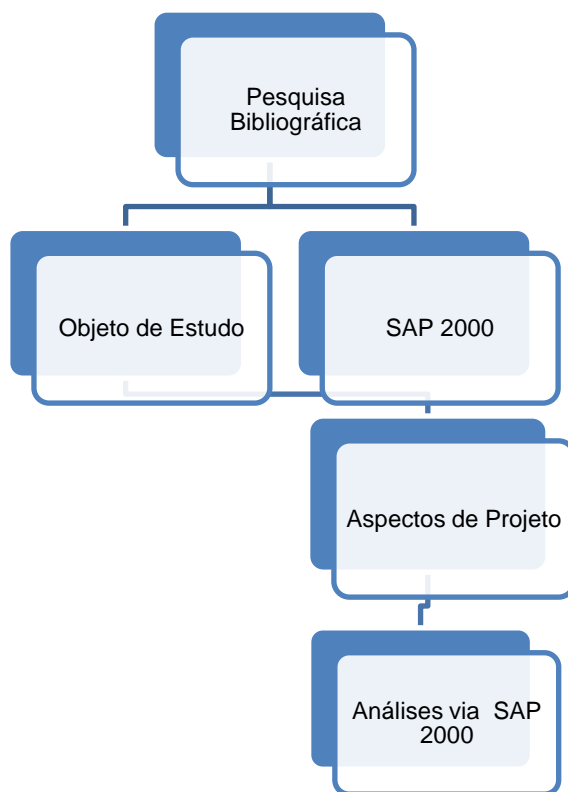 Pesquisa
Bibliográfica
Objeto de Estudo
SAP 2000
Aspectos de Projeto
Análises via SAP
2000